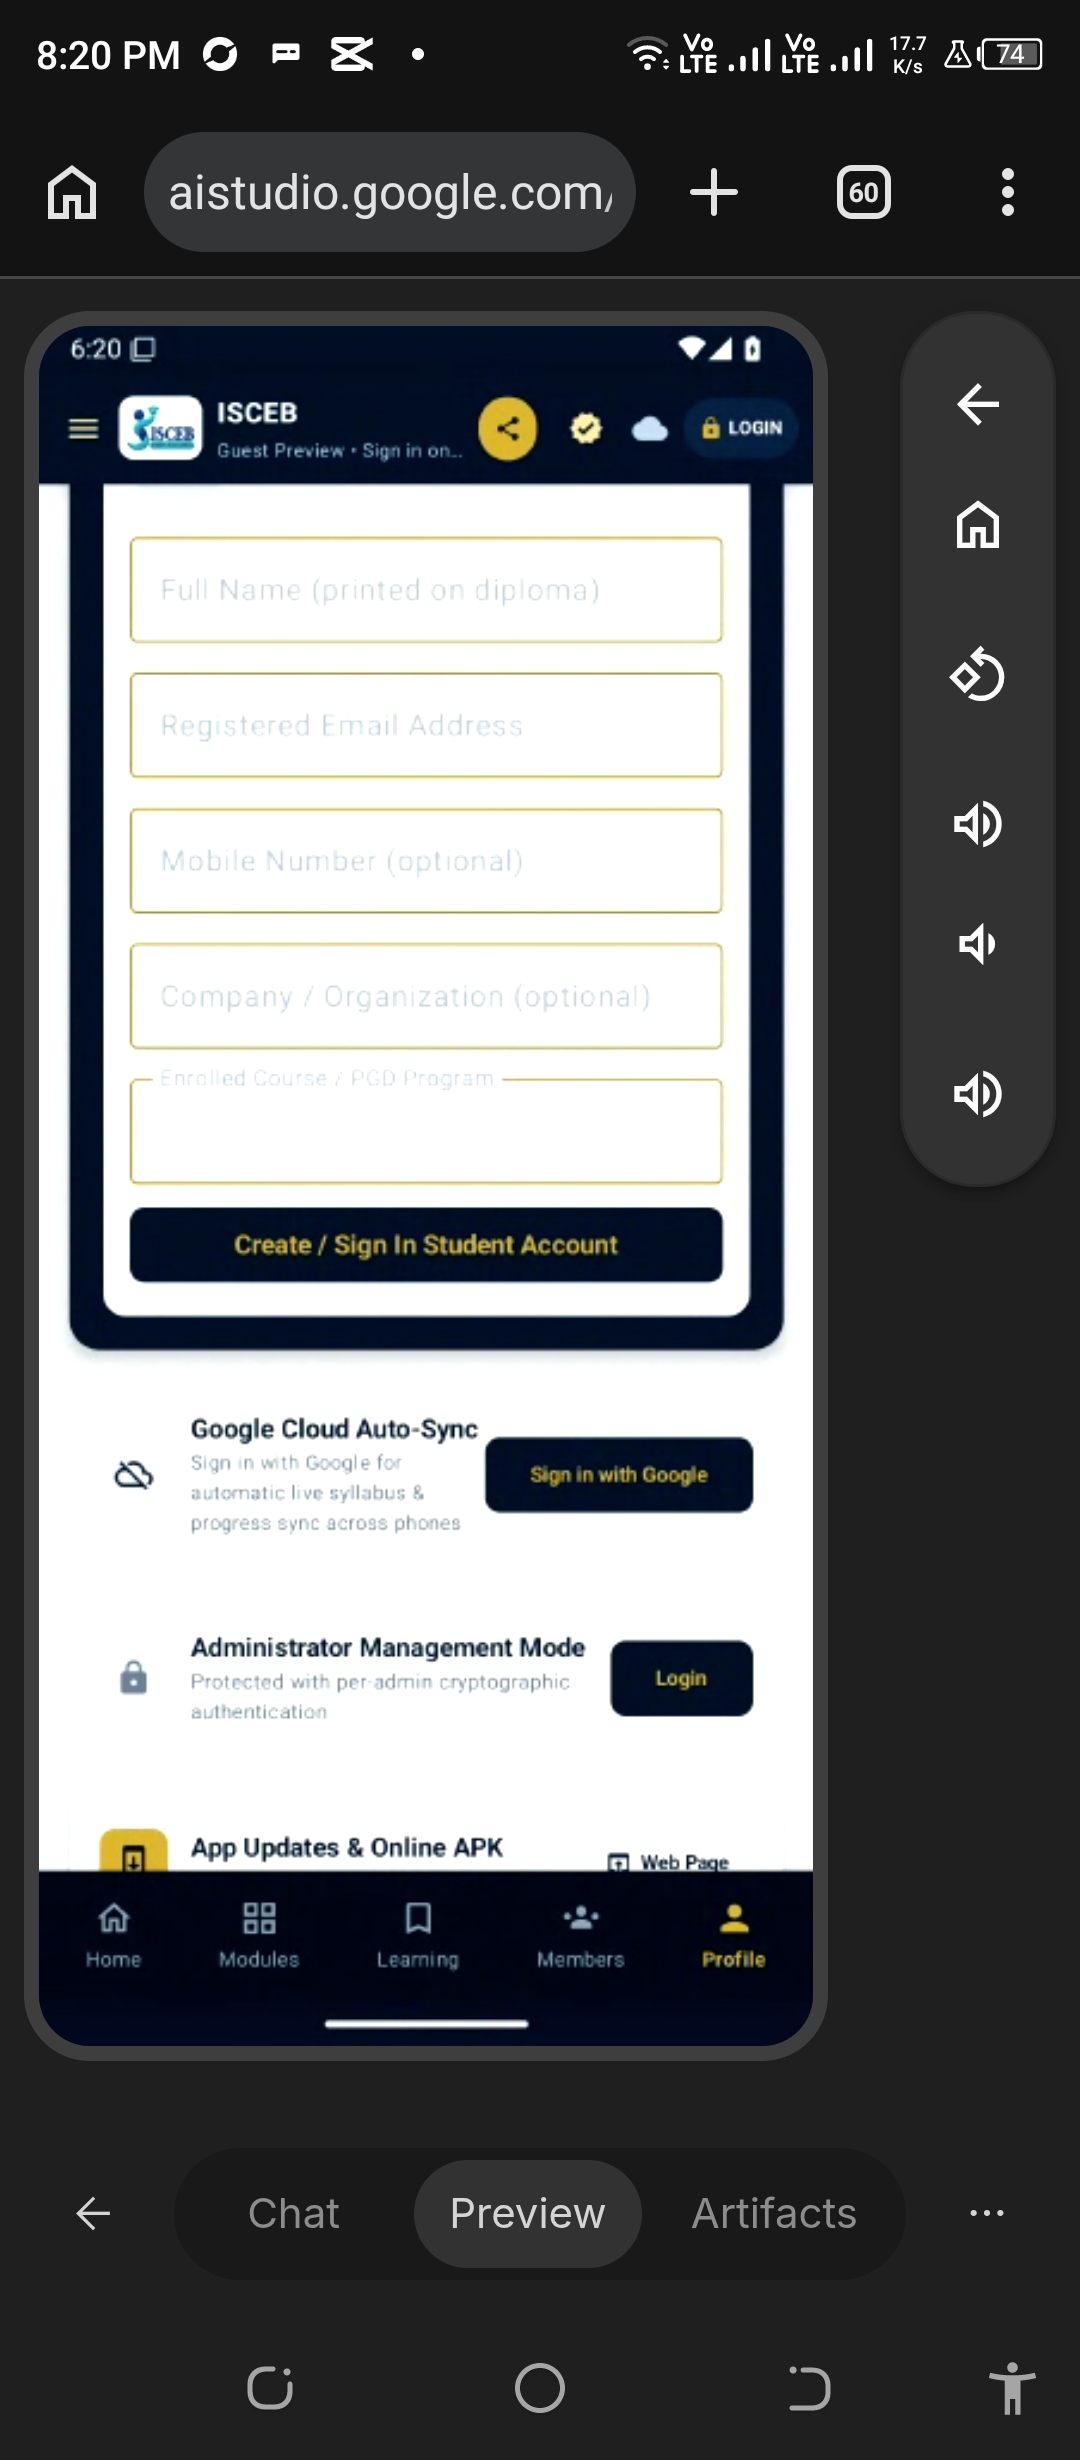 8:20 PM
Vo LTE Vo LTE 17.7 K/s 74
aistudio.google.com/
60
6:20
ISCEB
ISCEB
Guest Preview • Sign in on...
LOGIN
Full Name (printed on diploma)
Registered Email Address
Mobile Number (optional)
Company / Organization (optional)
Enrolled Course / PGD Program
Create / Sign In Student Account
Google Cloud Auto-Sync
Sign in with Google for
automatic live syllabus &
progress sync across phones
Sign in with Google
Administrator Management Mode
Protected with per-admin cryptographic
authentication
Login
App Updates & Online APK
Web Page
Home
Modules
Learning
Members
Profile
Chat
Preview
Artifacts